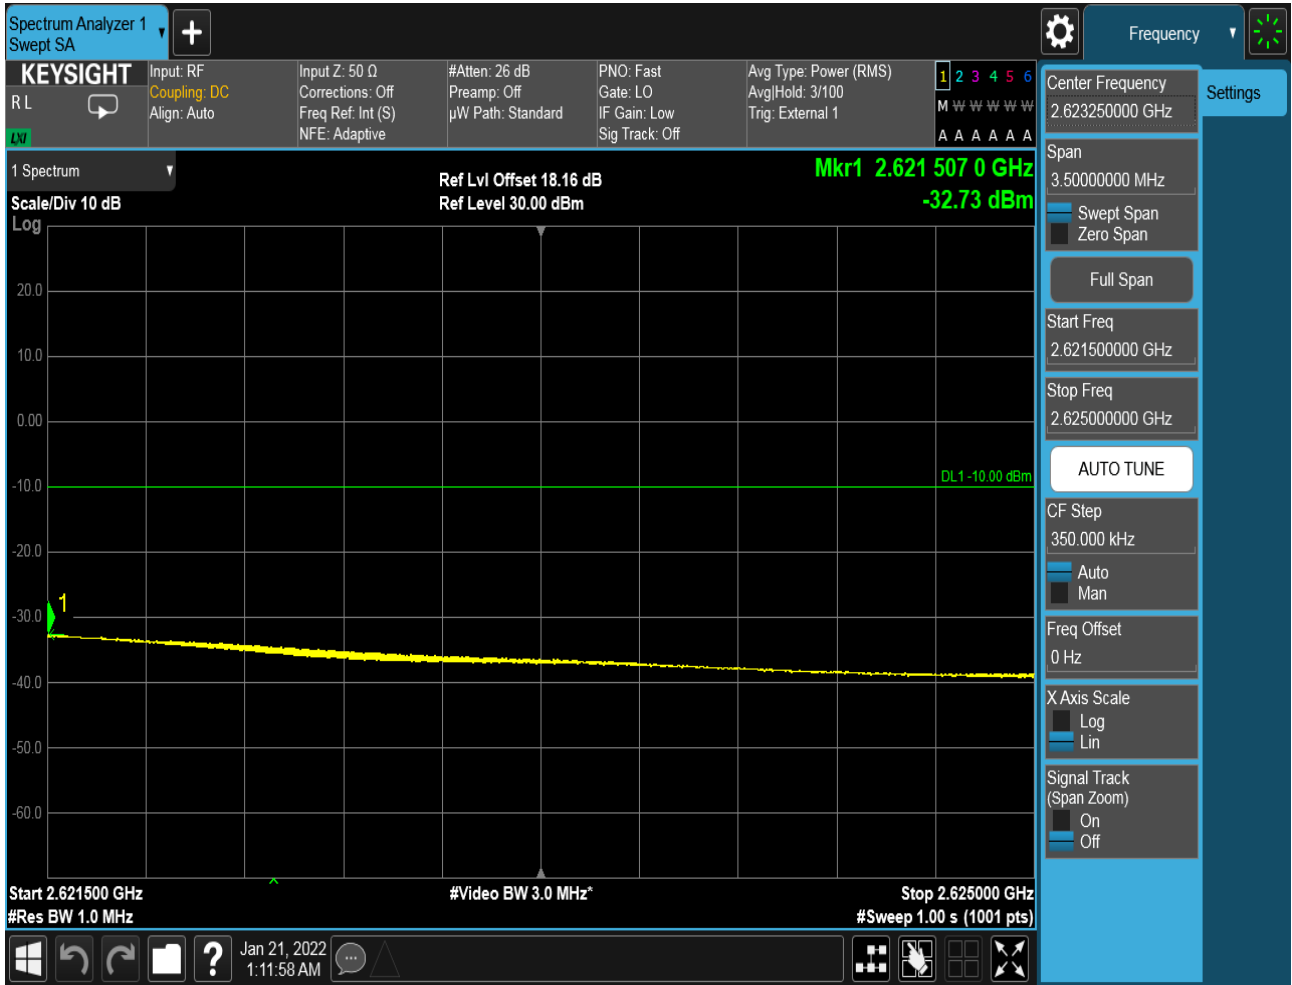 Spectrum Analyzer 1
Swept SA
Frequency
KEYSIGHT
R L
LXI
Input: RF
Coupling: DC
Align: Auto
Input Z: 50 Ω
Corrections: Off
Freq Ref: Int (S)
NFE: Adaptive
#Atten: 26 dB
Preamp: Off
µW Path: Standard
PNO: Fast
Gate: LO
IF Gain: Low
Sig Track: Off
Avg Type: Power (RMS)
Avg|Hold: 3/100
Trig: External 1
1 2 3 4 5 6
M W W W W W
A A A A A A
1 Spectrum
Scale/Div 10 dB
Log
Ref Lvl Offset 18.16 dB
Ref Level 30.00 dBm
Mkr1 2.621 507 0 GHz
-32.73 dBm
20.0
10.0
0.00
-10.0
-20.0
-30.0
-40.0
-50.0
-60.0
DL1 -10.00 dBm
1
Start 2.621500 GHz
#Res BW 1.0 MHz
#Video BW 3.0 MHz*
Stop 2.625000 GHz
#Sweep 1.00 s (1001 pts)
Jan 21, 2022
1:11:58 AM
Settings
Center Frequency
2.623250000 GHz
Span
3.50000000 MHz
Swept Span
Zero Span
Full Span
Start Freq
2.621500000 GHz
Stop Freq
2.625000000 GHz
AUTO TUNE
CF Step
350.000 kHz
Auto
Man
Freq Offset
0 Hz
X Axis Scale
Log
Lin
Signal Track
(Span Zoom)
On
Off